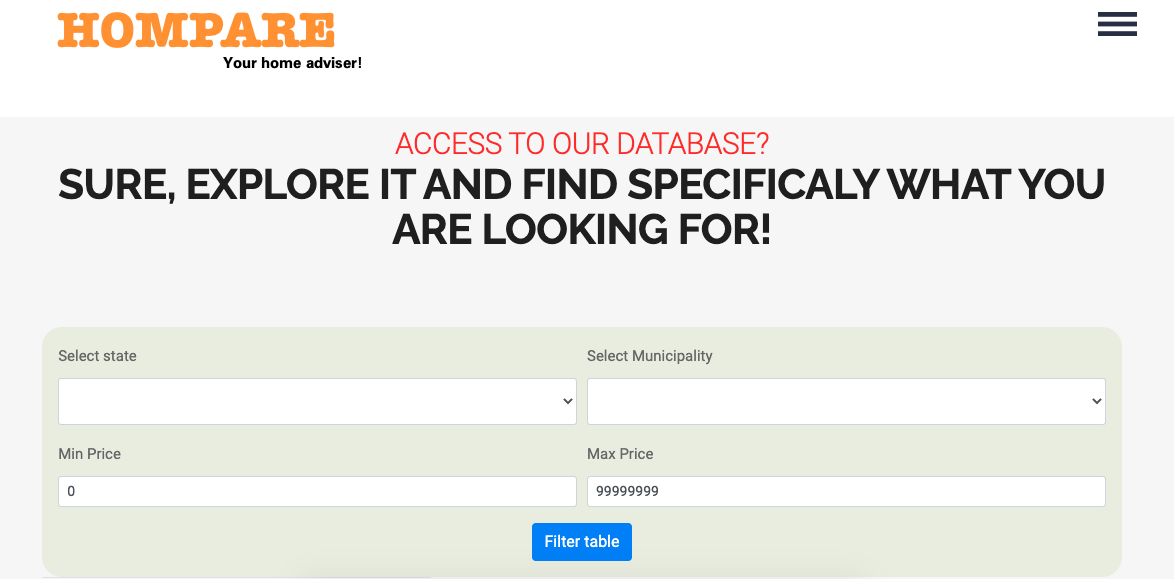 HOMPARE
Your home adviser!
ACCESS TO OUR DATABASE?
SURE, EXPLORE IT AND FIND SPECIFICALY WHAT YOU
ARE LOOKING FOR!
Select state
Select Municipality
Min Price
Max Price
0
99999999
Filter table